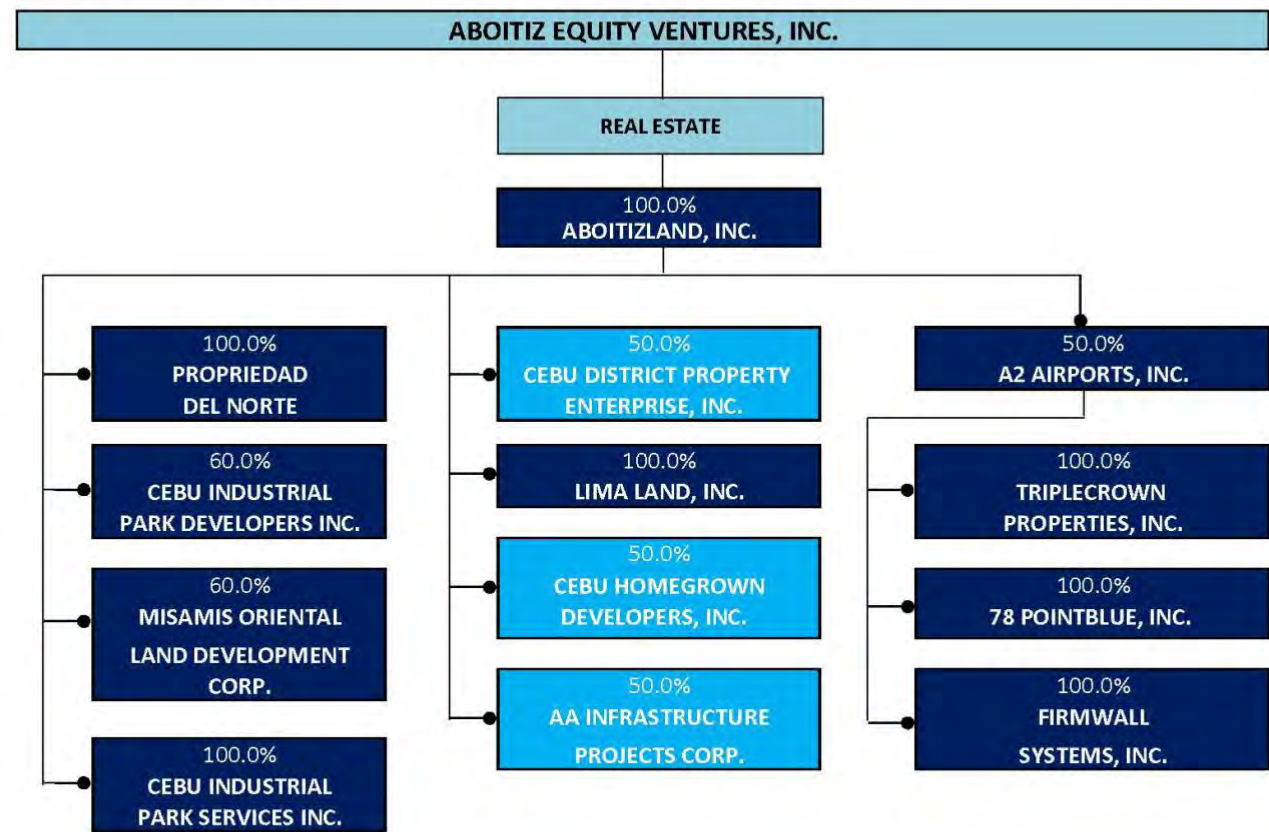 ABOITIZ EQUITY VENTURES, INC.
REAL ESTATE
100.0%
ABOITIZLAND, INC.
100.0%
PROPRIEDAD
DEL NORTE
60.0%
CEBU INDUSTRIAL
PARK DEVELOPERS INC.
60.0%
MISAMIS ORIENTAL
LAND DEVELOPMENT
CORP.
100.0%
CEBU INDUSTRIAL
PARK SERVICES INC.
50.0%
CEBU DISTRICT PROPERTY
ENTERPRISE, INC.
100.0%
LIMA LAND, INC.
50.0%
CEBU HOMEGROWN
DEVELOPERS, INC.
50.0%
AA INFRASTRUCTURE
PROJECTS CORP.
50.0%
A2 AIRPORTS, INC.
100.0%
TRIPLECROWN
PROPERTIES, INC.
100.0%
78 POINTBLUE, INC.
100.0%
FIRMWALL
SYSTEMS, INC.